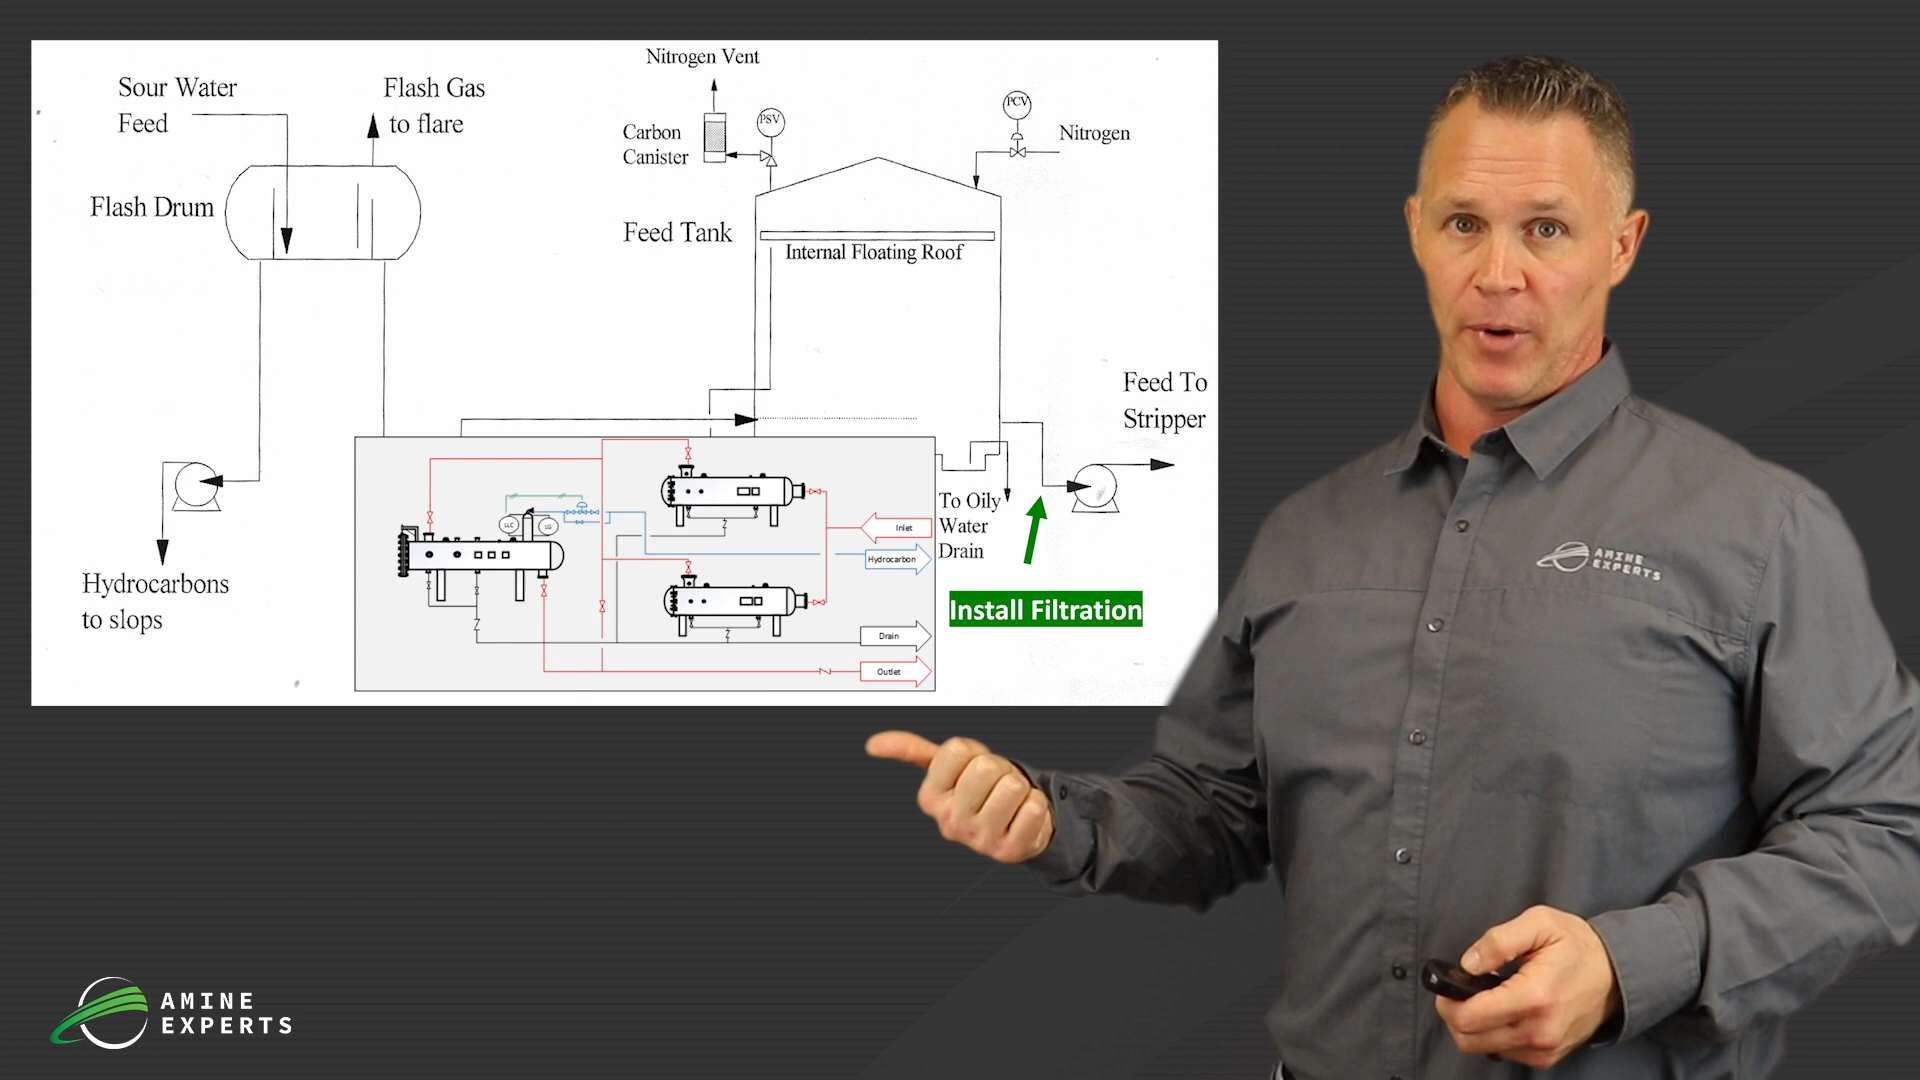 Nitrogen Vent
Sour Water
Feed
Flash Gas
to flare
PSV
PCV
Carbon
Canister
Nitrogen
Flash Drum
Feed Tank
Internal Floating Roof
Feed To
Stripper
To Oily
Water
Drain
LLC
LG
Inlet
Hydrocarbon
Hydrocarbons
to slops
Install Filtration
Drain
Outlet
AMINE
EXPERTS
AMINE
EXPERTS